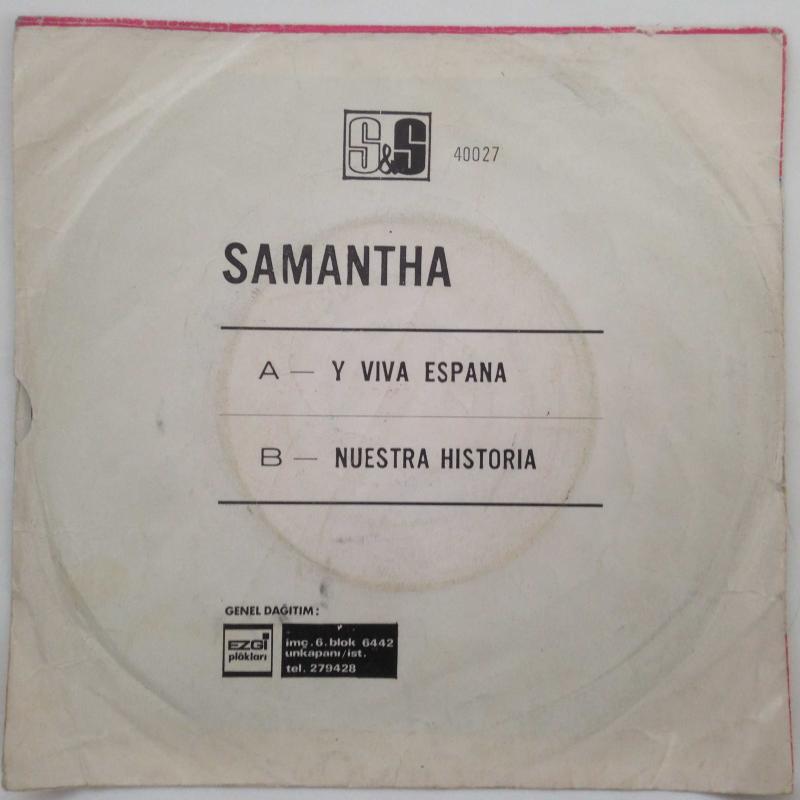 S&S 40027
SAMANTHA
A — Y VIVA ESPANA
B — NUESTRA HISTORIA
GENEL DAĞITIM:
EZGİ
plâkları
imç.6.blok 6442
unkapanı/ist.
tel. 279428